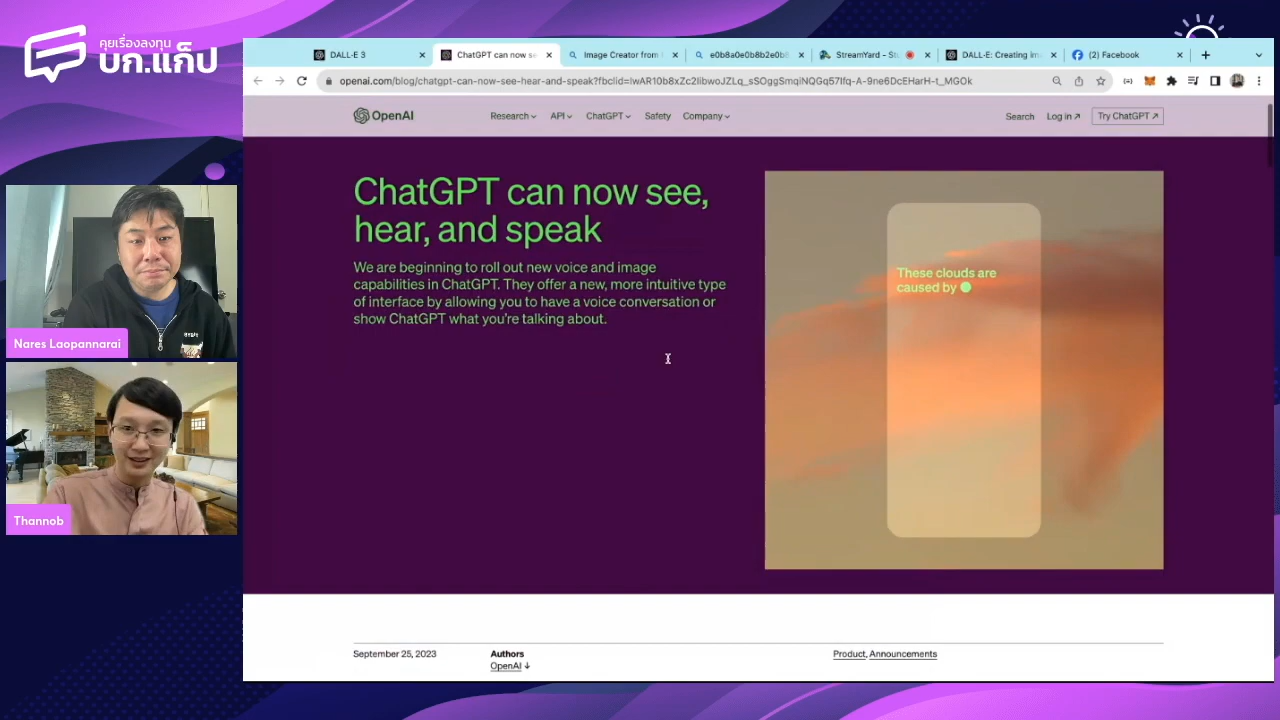 คุยเรื่องลงทุน
บก.แก็ป
DALL·E 3
ChatGPT can now se
Image Creator from
e0b8a0e0b8b2e0b8
StreamYard - St
DALL·E: Creating im
(2) Facebook
openai.com/blog/chatgpt-can-now-see-hear-and-speak?fbclid=IwAR10b8xZc2IibwoJZLq_sSOggSmqiNQGq57Ifq-A-9ne6DcEHarH-t_MGOk
OpenAI
Research
API
ChatGPT
Safety
Company
Search
Log in
Try ChatGPT
ChatGPT can now see,
hear, and speak
We are beginning to roll out new voice and image
capabilities in ChatGPT. They offer a new, more intuitive type
of interface by allowing you to have a voice conversation or
show ChatGPT what you're talking about.
These clouds are
caused by
Nares Laopannarai
Thannob
September 25, 2023
Authors
OpenAI
Product, Announcements